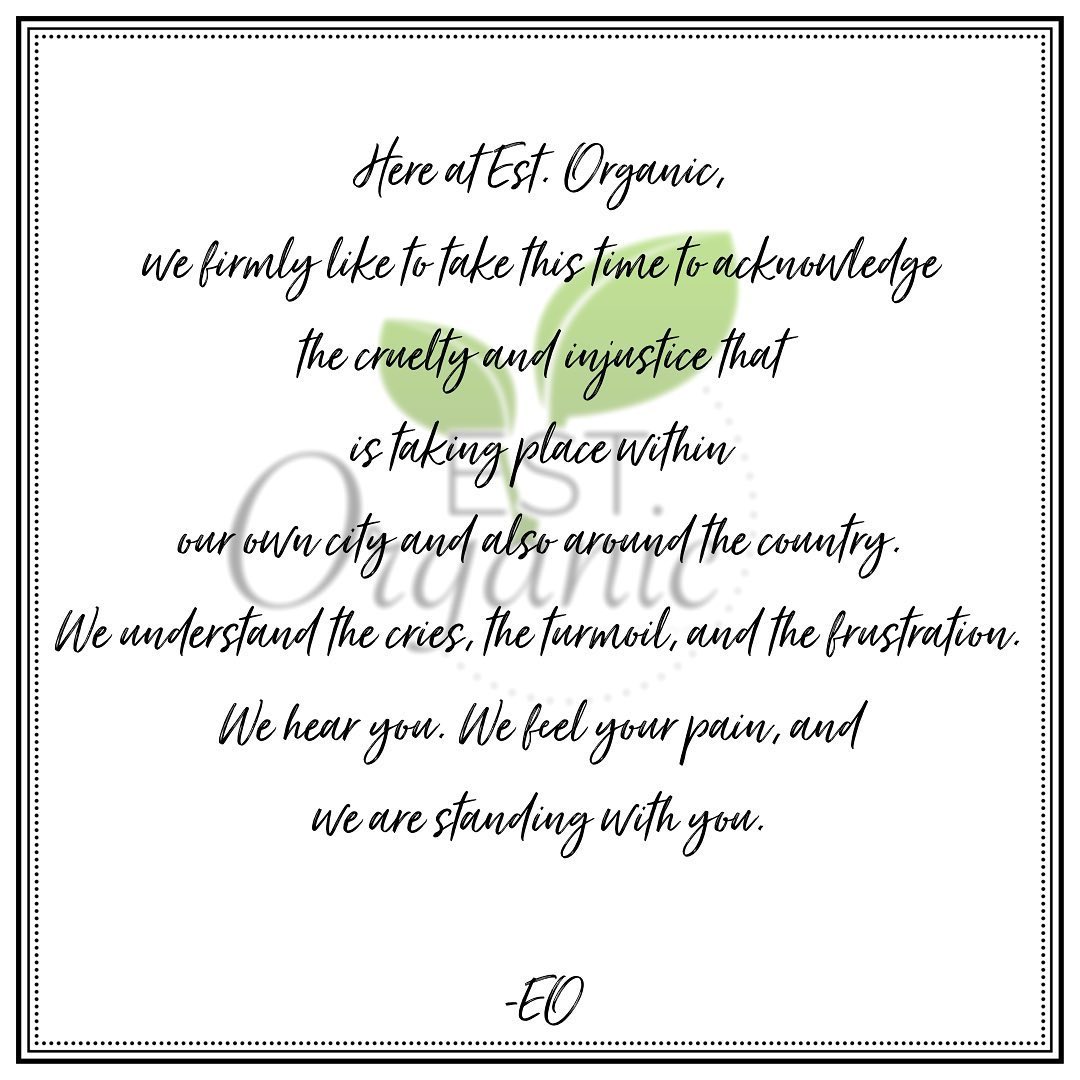 Here at Est. Organic,
we firmly like to take this time to acknowledge
the cruelty and injustice that
is taking place within
our own city and also around the country.
We understand the cries, the turmoil, and the frustration.
We hear you. We feel your pain, and
we are standing with you.
-EO
EST.
Organic